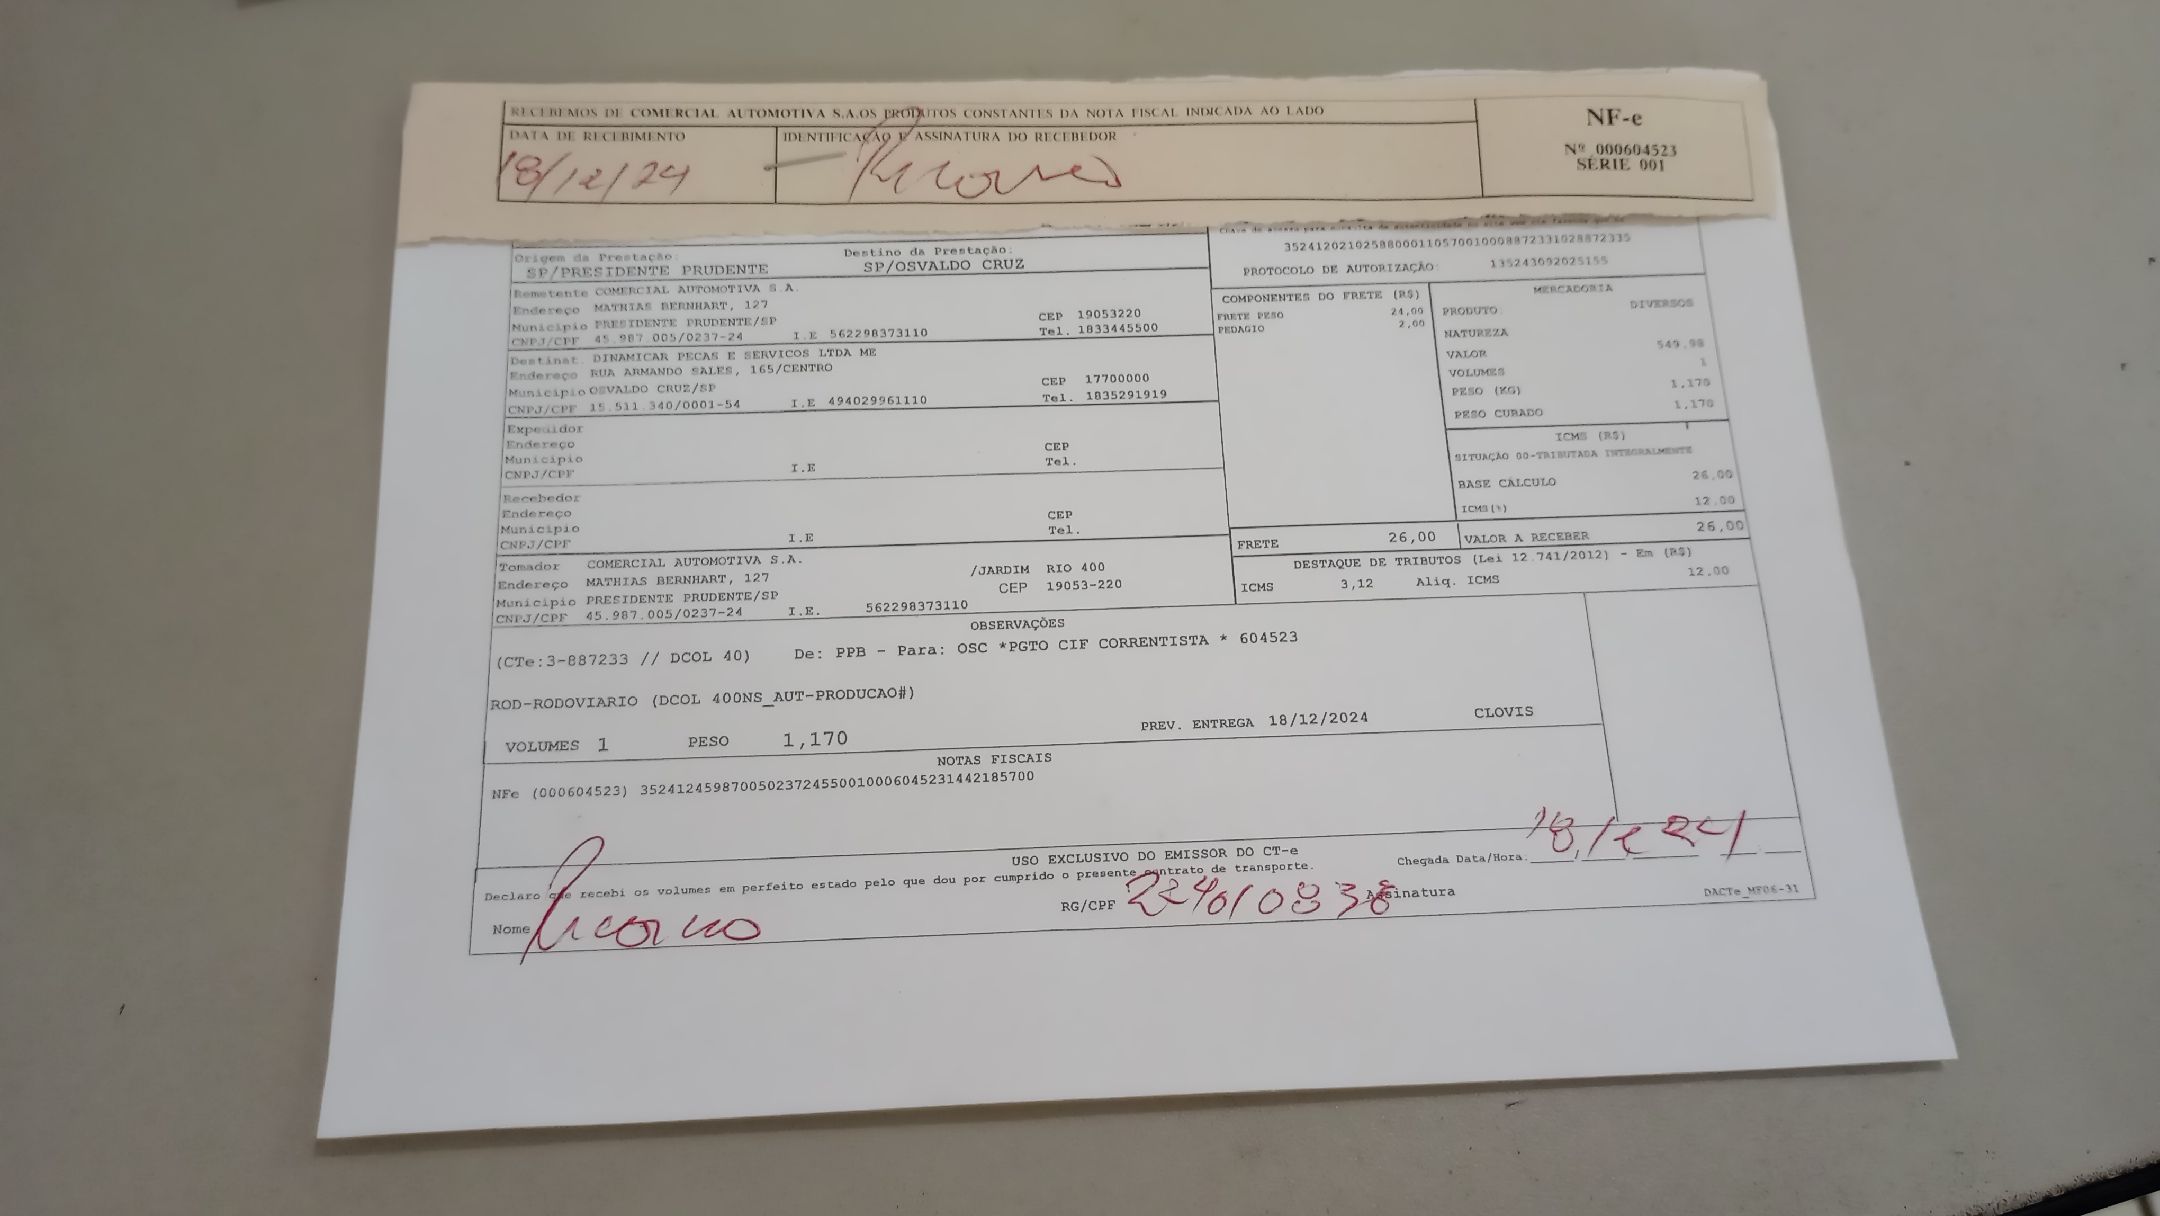 RECEBEMOS DE COMERCIAL AUTOMOTIVA S.A.OS PRODUTOS CONSTANTES DA NOTA FISCAL INDICADA AO LADO
DATA DE RECEBIMENTO
IDENTIFICAÇÃO E ASSINATURA DO RECEBEDOR
18/12/24
NF-e
Nº 000604523
SÉRIE 001
35241202102588000110570010008872331028872335
Origem da Prestação:
Destino da Prestação:
SP/PRESIDENTE PRUDENTE
SP/OSVALDO CRUZ
PROTOCOLO DE AUTORIZAÇÃO: 135243092025155
Remetente COMERCIAL AUTOMOTIVA S.A.
Endereço MATHIAS BERNHART, 127
Município PRESIDENTE PRUDENTE/SP CEP 19053220
CNPJ/CPF 45.987.005/0237-24 I.E 562298373110 Tel. 1833445500
Destinat. DINAMICAR PECAS E SERVICOS LTDA ME
Endereço RUA ARMANDO SALES, 165/CENTRO
Município OSVALDO CRUZ/SP CEP 17700000
CNPJ/CPF 15.511.340/0001-54 I.E 494029961110 Tel. 1835291919
Expedidor
Endereço
Município CEP
CNPJ/CPF I.E Tel.
Recebedor
Endereço
Município CEP
CNPJ/CPF I.E Tel.
Tomador COMERCIAL AUTOMOTIVA S.A.
Endereço MATHIAS BERNHART, 127 /JARDIM RIO 400
Município PRESIDENTE PRUDENTE/SP CEP 19053-220
CNPJ/CPF 45.987.005/0237-24 I.E. 562298373110
COMPONENTES DO FRETE (R$)
FRETE PESO 24,00
PEDAGIO 2,00
FRETE 26,00
MERCADORIA
PRODUTO: DIVERSOS
NATUREZA
VALOR 549.98
VOLUMES 1
PESO (KG) 1,170
PESO CUBADO 1,170
ICMS (R$)
SITUAÇÃO 00-TRIBUTADA INTEGRALMENTE
BASE CÁLCULO 26,00
ICMS(%) 12.00
VALOR A RECEBER 26,00
DESTAQUE DE TRIBUTOS (Lei 12.741/2012) - Em (R$)
ICMS 3,12 Aliq. ICMS 12.00
OBSERVAÇÕES
(CTe:3-887233 // DCOL 40) De: PPB - Para: OSC *PGTO CIF CORRENTISTA * 604523
ROD-RODOVIARIO (DCOL 400NS_AUT-PRODUCAO#)
VOLUMES 1 PESO 1,170 PREV. ENTREGA 18/12/2024 CLOVIS
NOTAS FISCAIS
NFe (000604523) 35241245987005023724550010006045231442185700
USO EXCLUSIVO DO EMISSOR DO CT-e
Declaro que recebi os volumes em perfeito estado pelo que dou por cumprido o presente contrato de transporte.
Chegada Data/Hora. 18/12 24
Nome
RG/CPF
Assinatura
DACTe_MF06-31